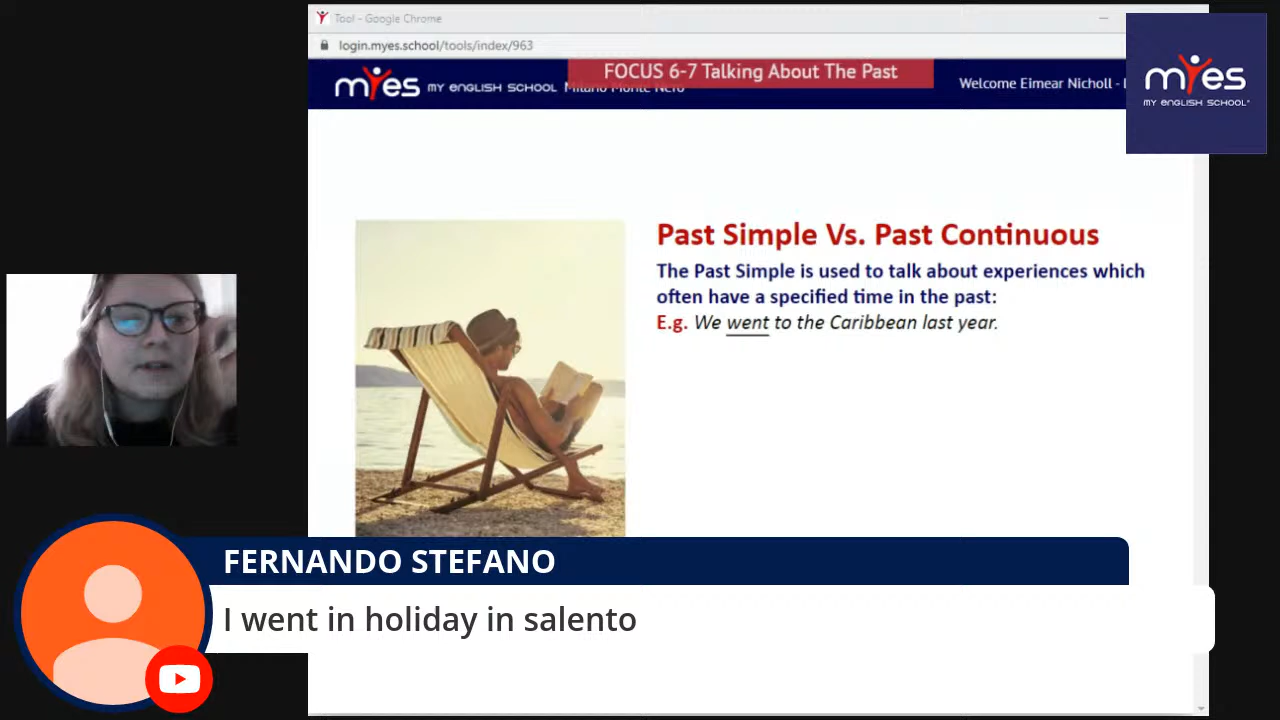 Tool - Google Chrome
login.myes.school/tools/index/963
FOCUS 6-7 Talking About The Past
myes MY ENGLISH SCHOOL Milano Monte Nero
Welcome Eimear Nicholl -
myes
MY ENGLISH SCHOOL
Past Simple Vs. Past Continuous
The Past Simple is used to talk about experiences which
often have a specified time in the past:
E.g. We went to the Caribbean last year.
FERNANDO STEFANO
I went in holiday in salento